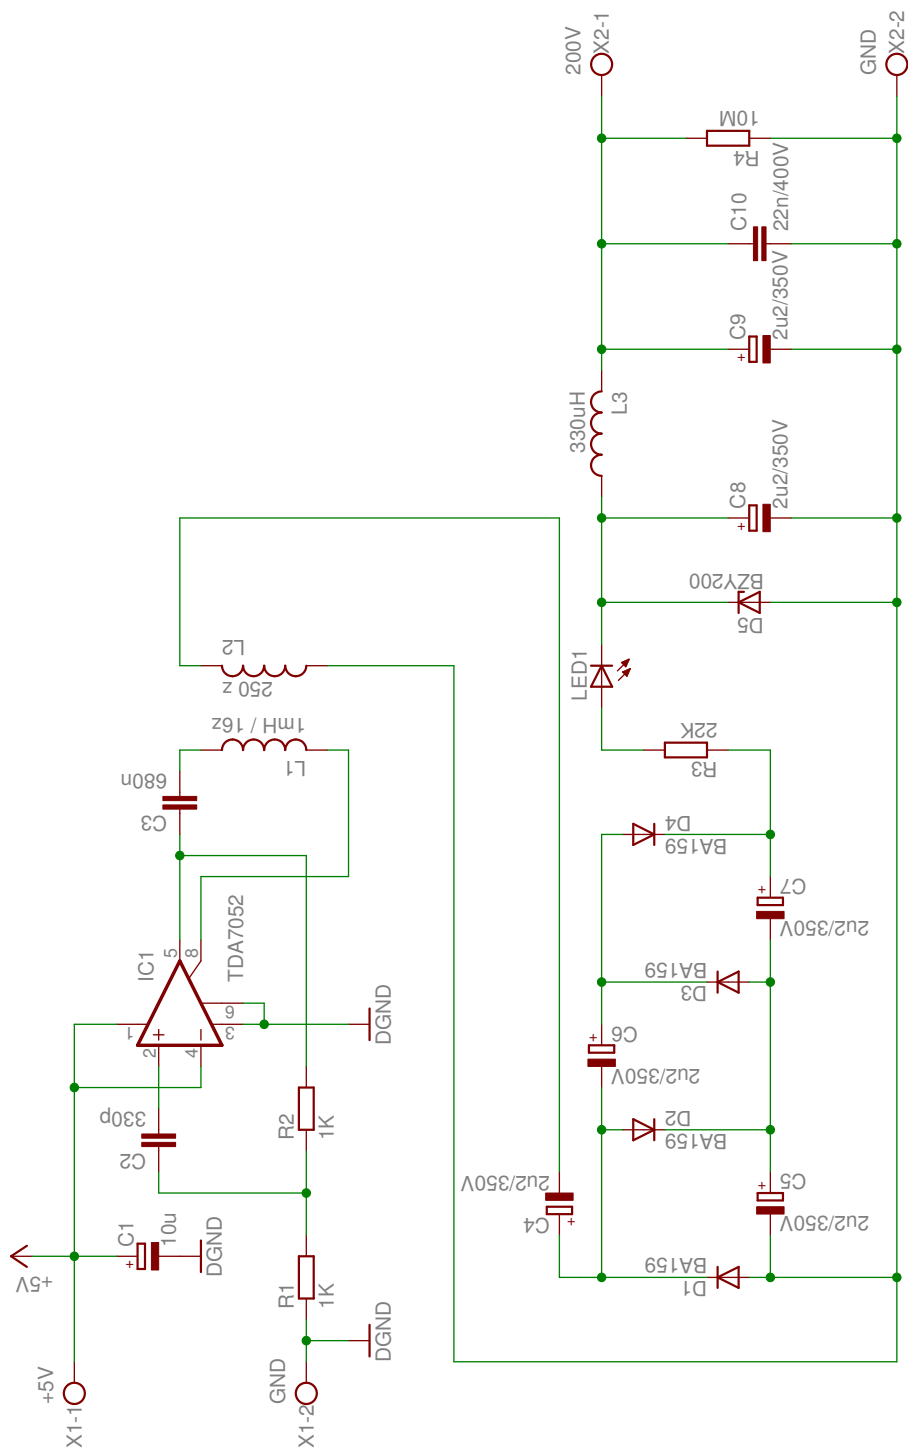 +5V
X1-1
+5V
C1
10u
DGND
GND
X1-2
DGND
R1
1K
R2
1K
C2
330p
IC1
TDA7052
1
2
4
3
6
5
8
+
-
DGND
C3
680n
L1
1mH / 16z
L2
250 z
C4
2u2/350V
D1
BA159
C5
2u2/350V
D2
BA159
C6
2u2/350V
D3
BA159
C7
2u2/350V
D4
BA159
R3
22K
LED1
D5
BZY200
C8
2u2/350V
330uH
L3
C9
2u2/350V
C10
22n/400V
R4
10M
200V
X2-1
GND
X2-2